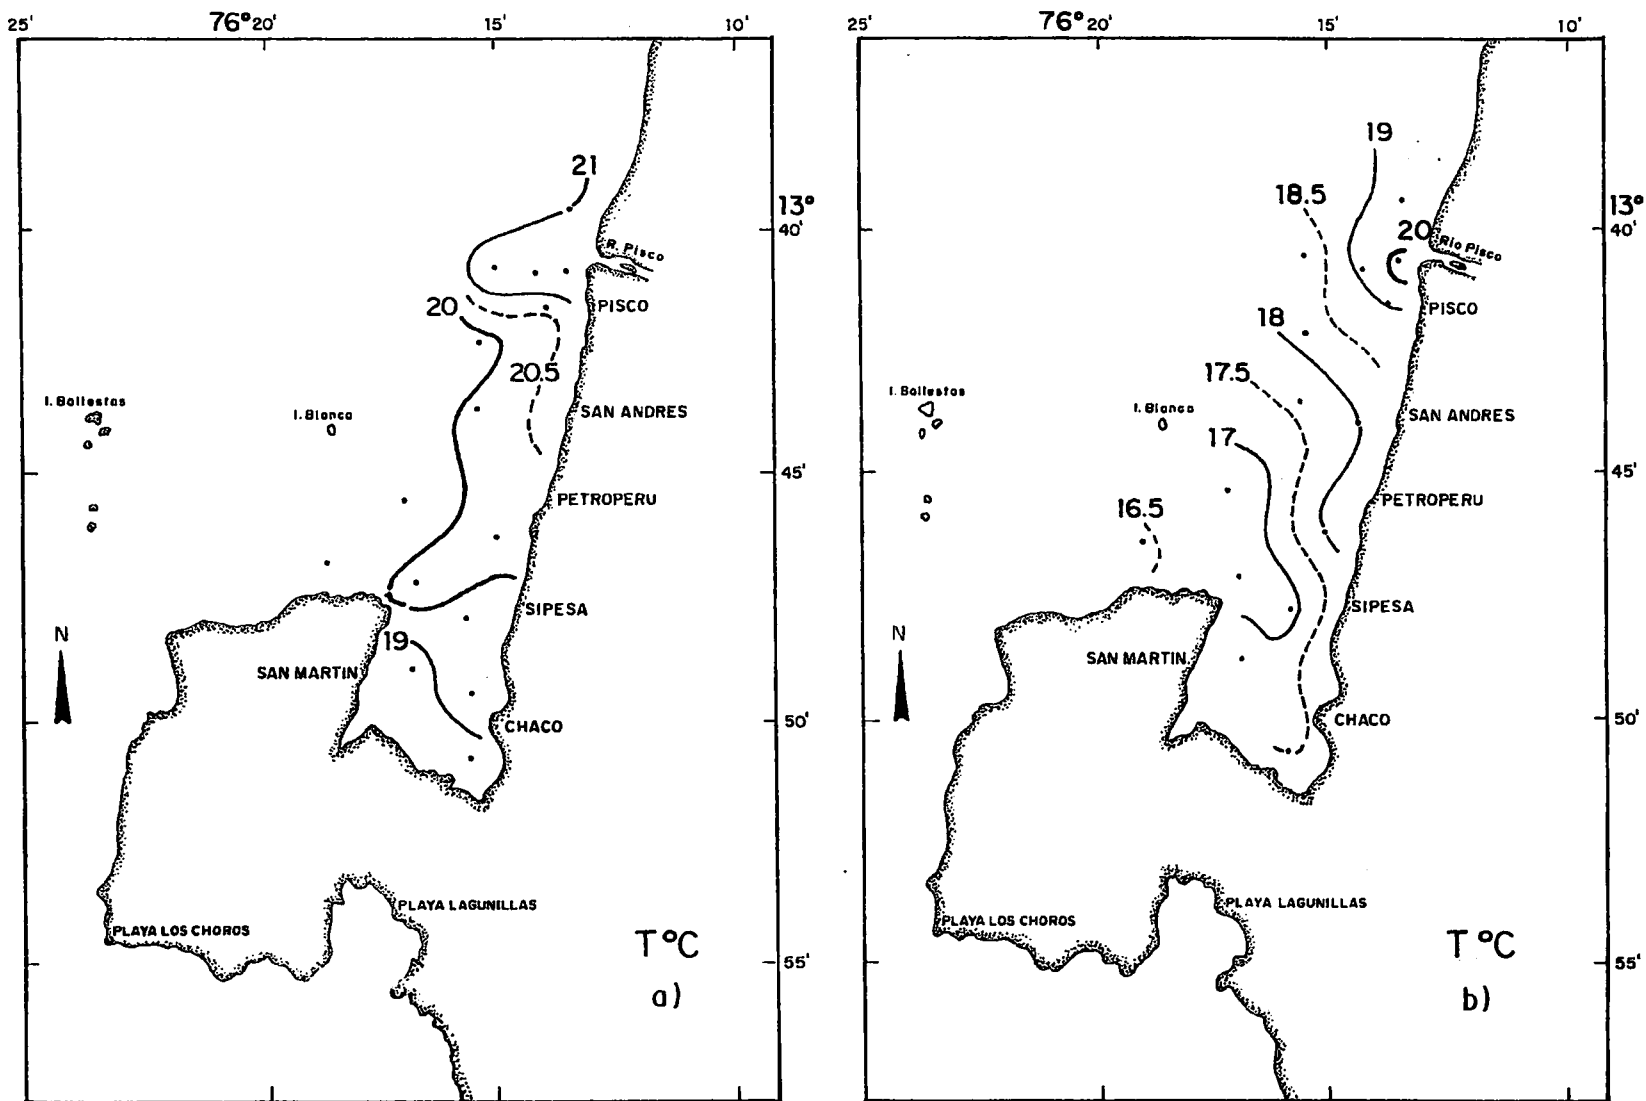 25' 76° 20' 15' 10'
21
13°
40'
R. Pisco
PISCO
20
20.5
I. Ballestas
I. Blanca
SAN ANDRES
45'
PETROPERU
SIPESA
19
N
SAN MARTIN
50'
CHACO
PLAYA LAGUNILLAS
PLAYA LOS CHOROS
T°C
55'
a)
25' 76° 20' 15' 10'
19
18.5
13°
40'
20
Rio Pisco
PISCO
18
17.5
I. Ballestas
I. Blanca
SAN ANDRES
17
45'
PETROPERU
16.5
SIPESA
N
SAN MARTIN
50'
CHACO
PLAYA LAGUNILLAS
PLAYA LOS CHOROS
T°C
55'
b)